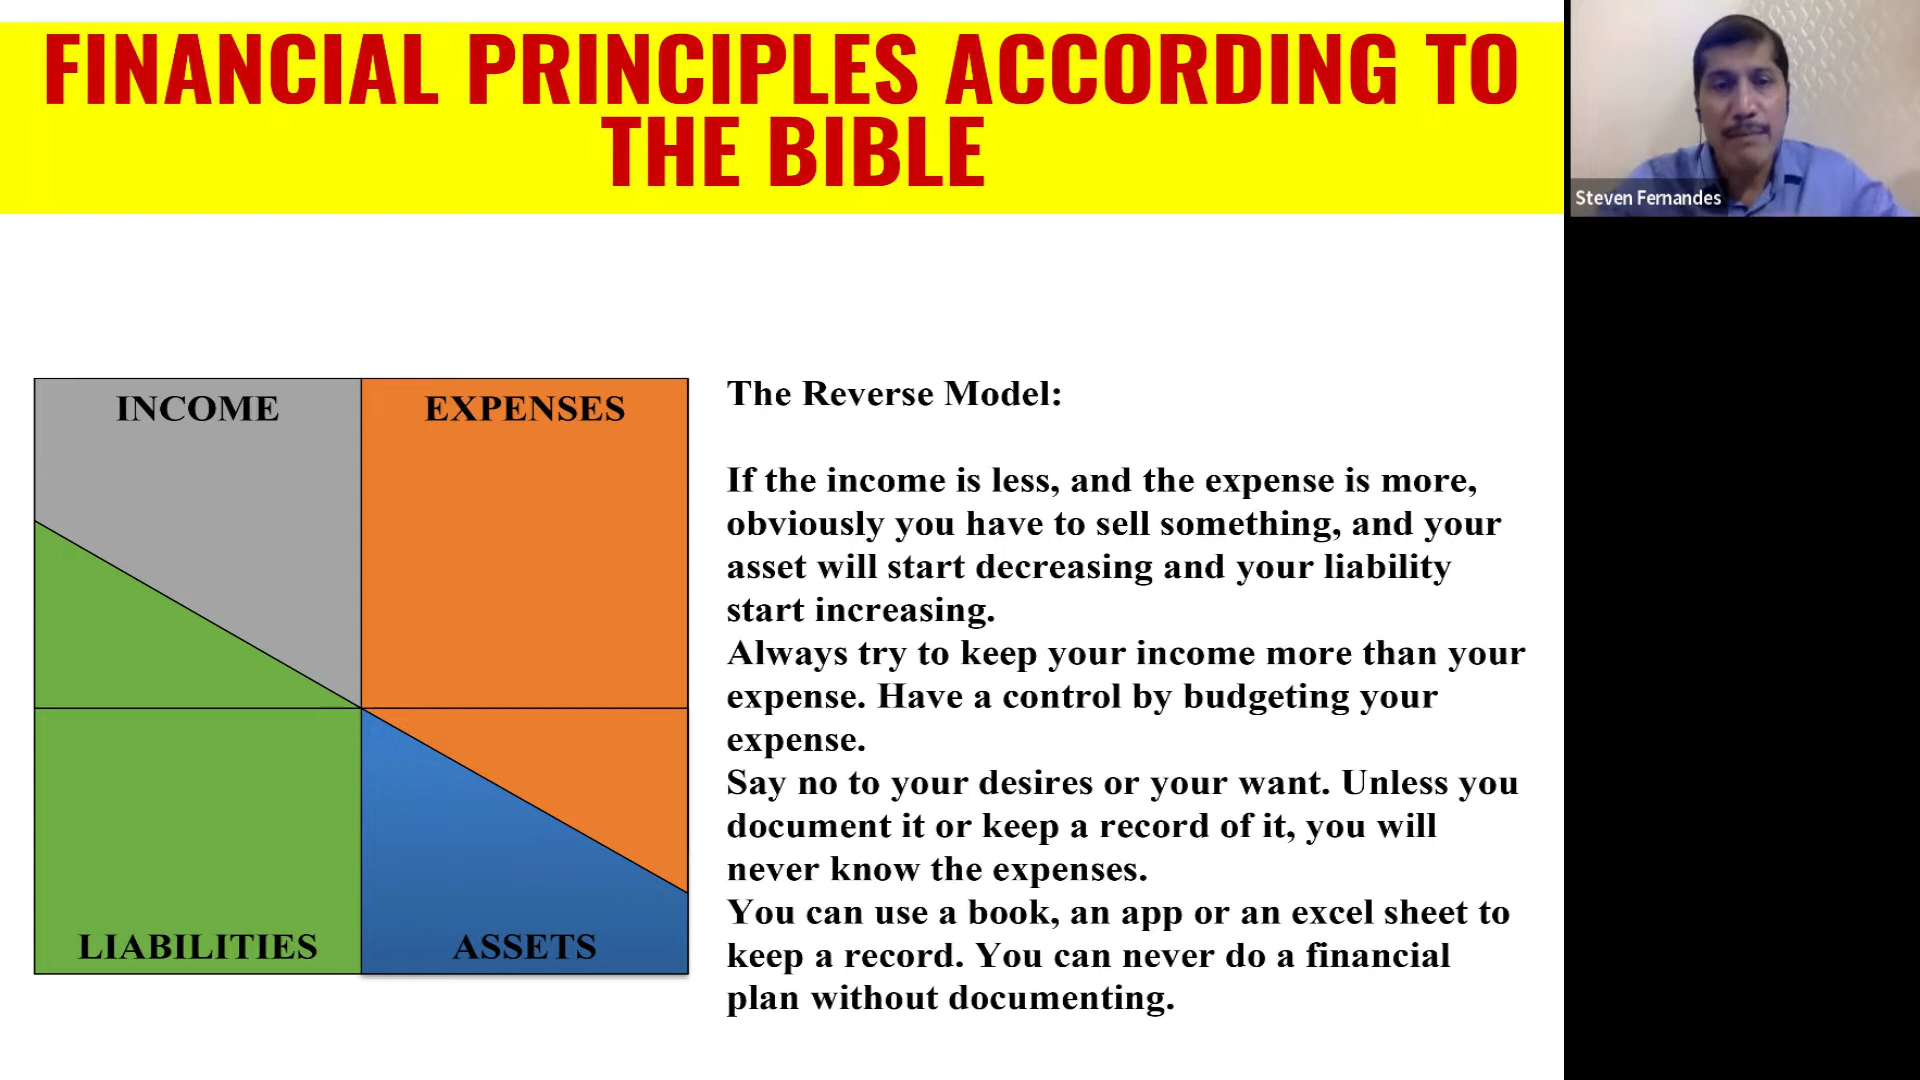 FINANCIAL PRINCIPLES ACCORDING TO
THE BIBLE
Steven Fernandes
INCOME
EXPENSES
LIABILITIES
ASSETS
The Reverse Model:
If the income is less, and the expense is more,
obviously you have to sell something, and your
asset will start decreasing and your liability
start increasing.
Always try to keep your income more than your
expense. Have a control by budgeting your
expense.
Say no to your desires or your want. Unless you
document it or keep a record of it, you will
never know the expenses.
You can use a book, an app or an excel sheet to
keep a record. You can never do a financial
plan without documenting.